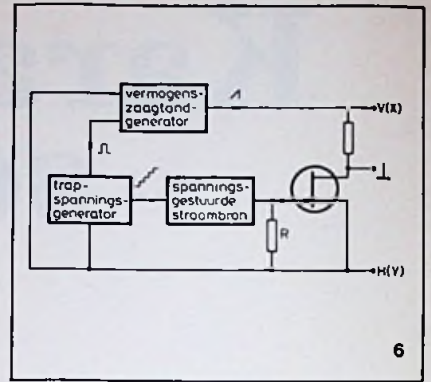 vermogens-
zaagtand-
generator
V(X)
trap-
spannings-
generator
spannings-
gestuurde
stroombron
R
H(Y)
6